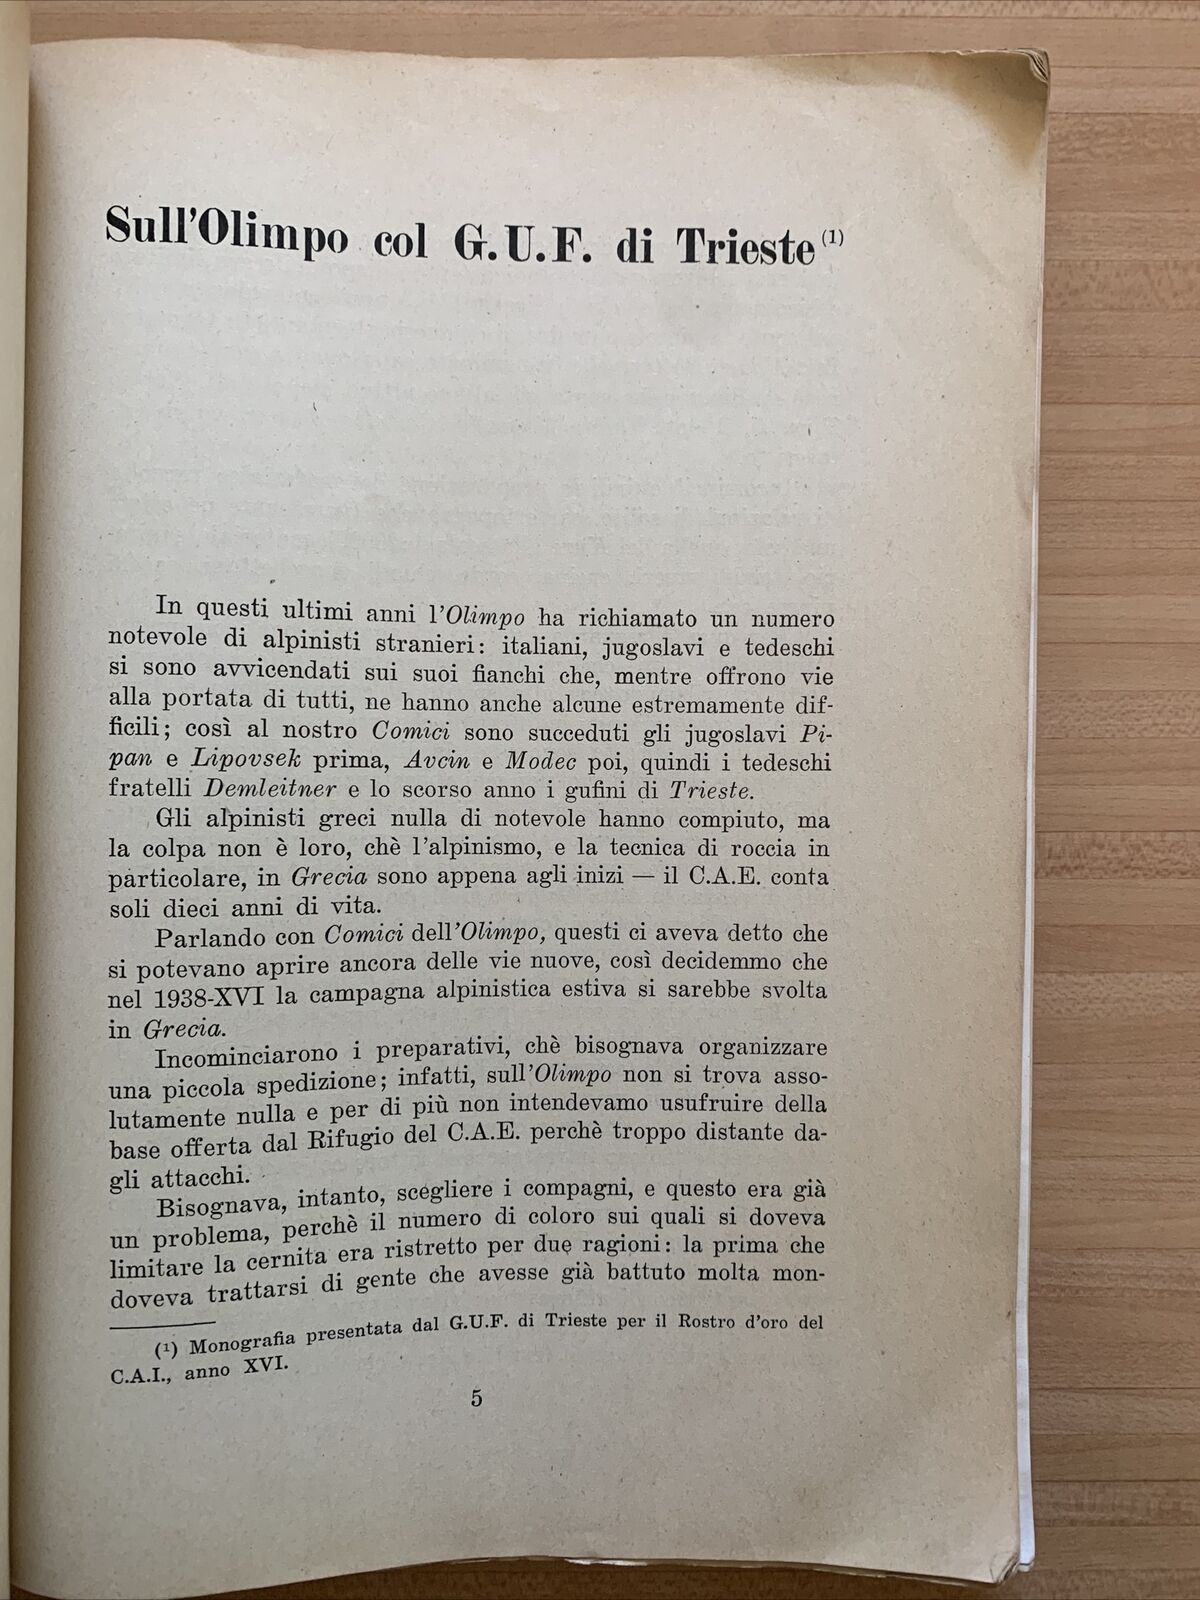 Sull'Olimpo col G.U.F. di Trieste (1)
In questi ultimi anni l'Olimpo ha richiamato un numero
notevole di alpinisti stranieri: italiani, jugoslavi e tedeschi
si sono avvicendati sui suoi fianchi che, mentre offrono vie
alla portata di tutti, ne hanno anche alcune estremamente dif-
ficili; così al nostro Comici sono succeduti gli jugoslavi Pi-
pan e Lipovsek prima, Avcin e Modec poi, quindi i tedeschi
fratelli Demleitner e lo scorso anno i gufini di Trieste.
Gli alpinisti greci nulla di notevole hanno compiuto, ma
la colpa non è loro, chè l'alpinismo, e la tecnica di roccia in
particolare, in Grecia sono appena agli inizi — il C.A.E. conta
soli dieci anni di vita.
Parlando con Comici dell'Olimpo, questi ci aveva detto che
si potevano aprire ancora delle vie nuove, così decidemmo che
nel 1938-XVI la campagna alpinistica estiva si sarebbe svolta
in Grecia.
Incominciarono i preparativi, chè bisognava organizzare
una piccola spedizione; infatti, sull'Olimpo non si trova asso-
lutamente nulla e per di più non intendevamo usufruire della
base offerta dal Rifugio del C.A.E. perchè troppo distante da-
gli attacchi.
Bisognava, intanto, scegliere i compagni, e questo era già
un problema, perchè il numero di coloro sui quali si doveva
limitare la cernita era ristretto per due ragioni: la prima che
doveva trattarsi di gente che avesse già battuto molta mon-
(1) Monografia presentata dal G.U.F. di Trieste per il Rostro d'oro del
C.A.I., anno XVI.
5